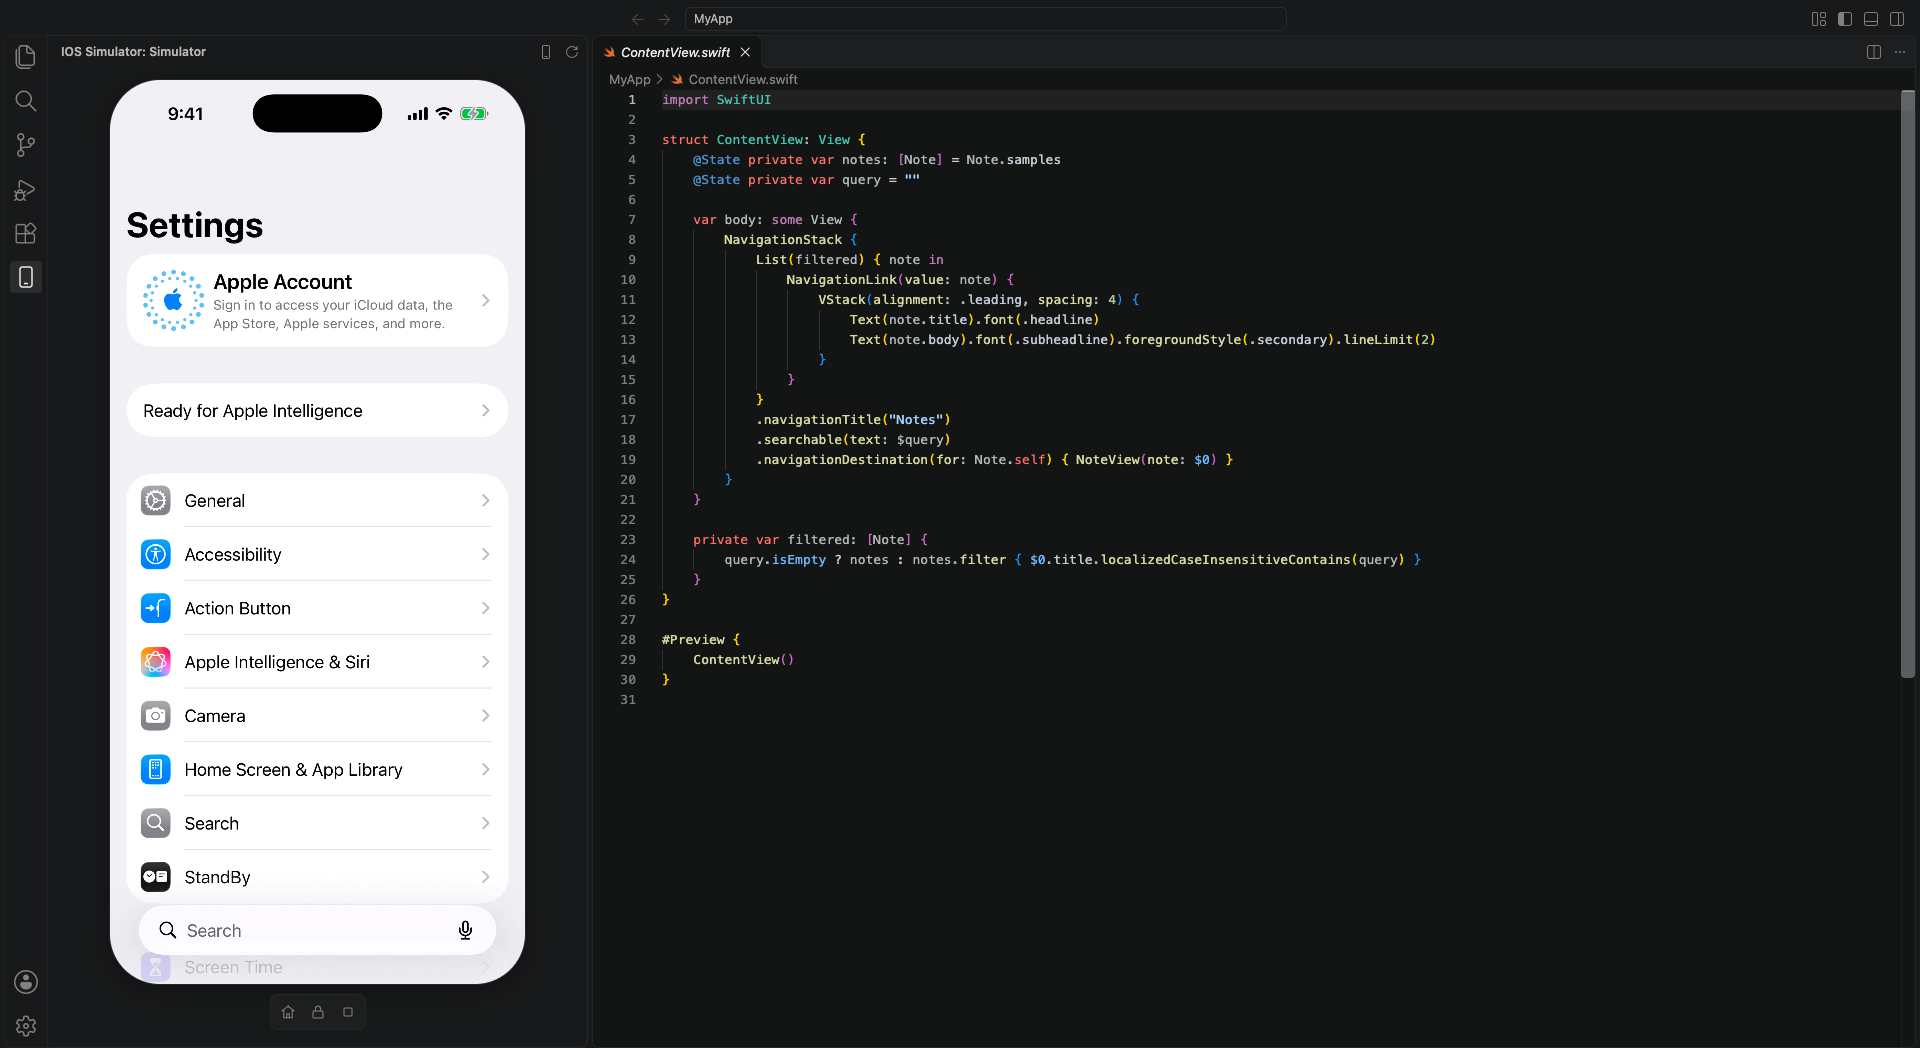 MyApp
IOS Simulator: Simulator
9:41
Settings
Apple Account
Sign in to access your iCloud data, the
App Store, Apple services, and more.
Ready for Apple Intelligence
General
Accessibility
Action Button
Apple Intelligence & Siri
Camera
Home Screen & App Library
Search
StandBy
Search
Screen Time
ContentView.swift
MyApp > ContentView.swift
1 import SwiftUI
2
3 struct ContentView: View {
4     @State private var notes: [Note] = Note.samples
5     @State private var query = ""
6
7     var body: some View {
8         NavigationStack {
9             List(filtered) { note in
10                 NavigationLink(value: note) {
11                     VStack(alignment: .leading, spacing: 4) {
12                         Text(note.title).font(.headline)
13                         Text(note.body).font(.subheadline).foregroundStyle(.secondary).lineLimit(2)
14                     }
15                 }
16             }
17             .navigationTitle("Notes")
18             .searchable(text: $query)
19             .navigationDestination(for: Note.self) { NoteView(note: $0) }
20         }
21     }
22
23     private var filtered: [Note] {
24         query.isEmpty ? notes : notes.filter { $0.title.localizedCaseInsensitiveContains(query) }
25     }
26 }
27
28 #Preview {
29     ContentView()
30 }
31